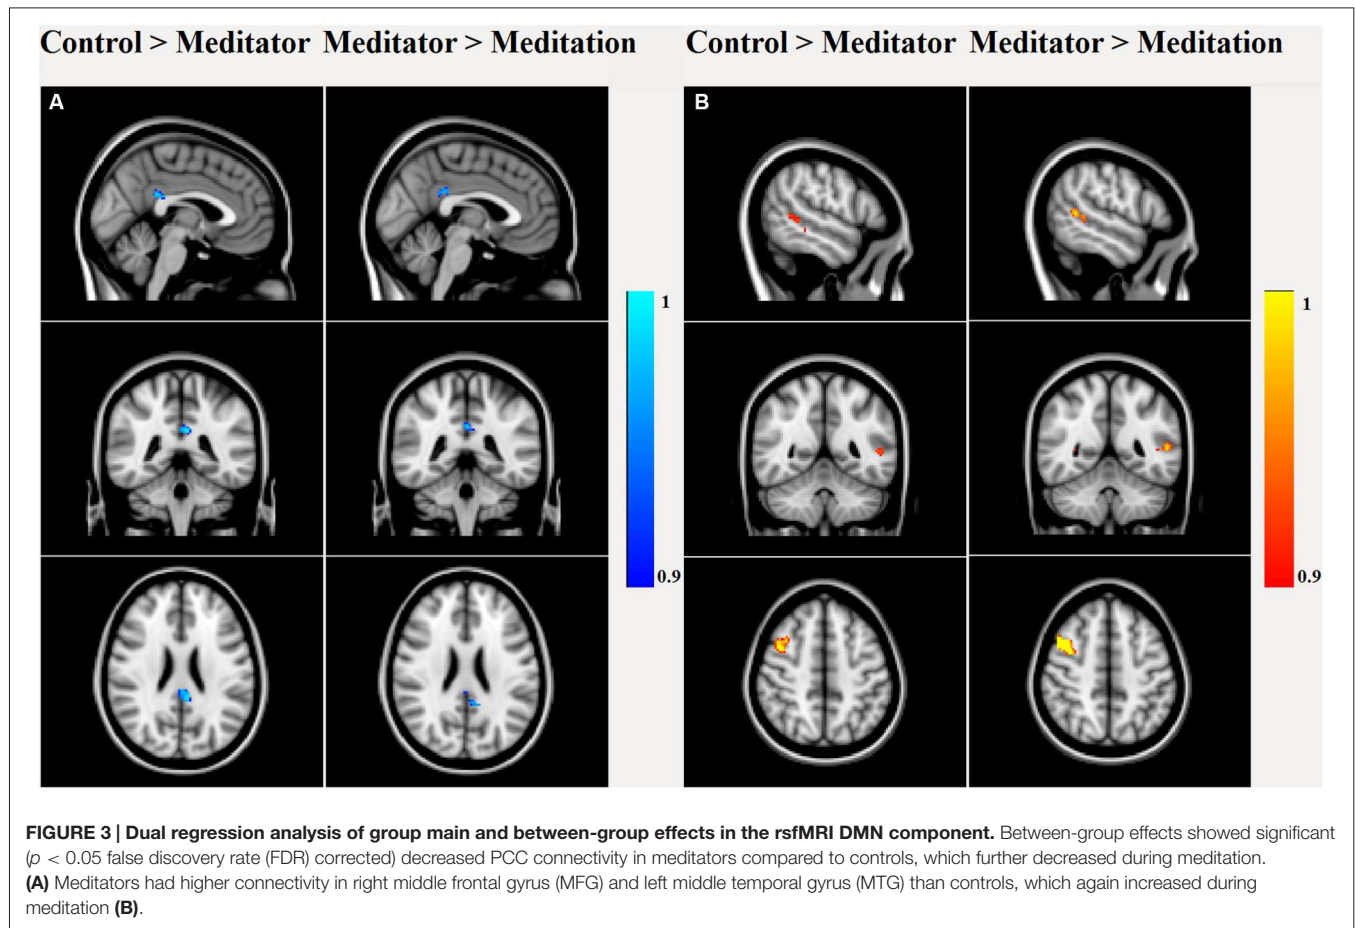 Control > Meditator Meditator > Meditation Control > Meditator Meditator > Meditation
A
B
1
0.9
1
0.9
FIGURE 3 | Dual regression analysis of group main and between-group effects in the rsfMRI DMN component. Between-group effects showed significant
(p < 0.05 false discovery rate (FDR) corrected) decreased PCC connectivity in meditators compared to controls, which further decreased during meditation.
(A) Meditators had higher connectivity in right middle frontal gyrus (MFG) and left middle temporal gyrus (MTG) than controls, which again increased during
meditation (B).